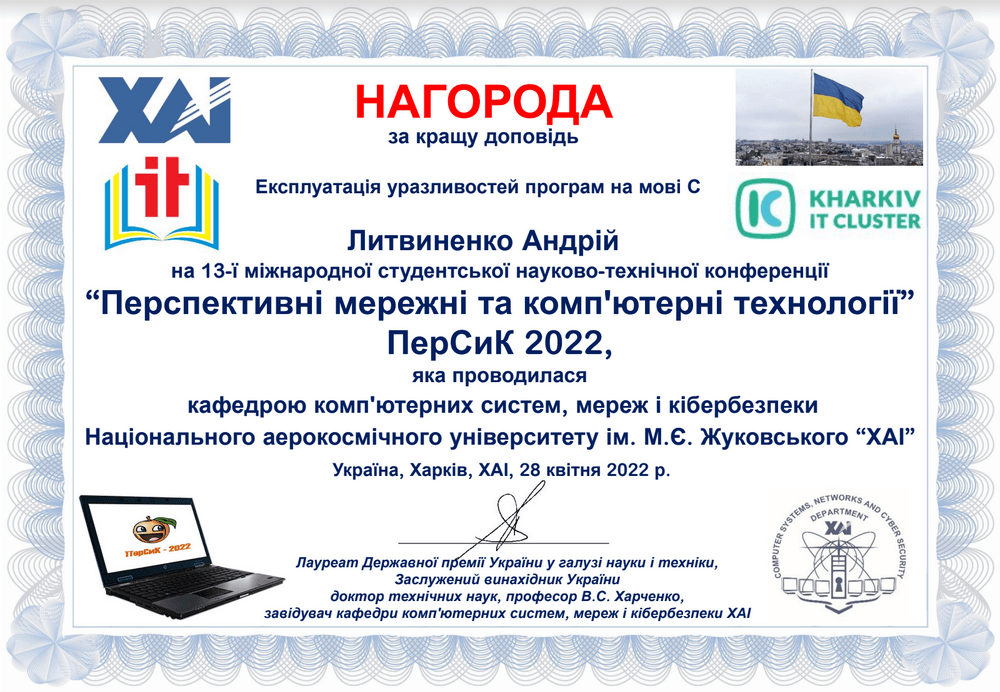 ХАІ
НАГОРОДА
за кращу доповідь
it
Експлуатація уразливостей програм на мові С
KHARKIV
IT CLUSTER
Литвиненко Андрій
на 13-ї міжнародної студентської науково-технічної конференції
“Перспективні мережні та комп'ютерні технології”
ПерСиК 2022,
яка проводилася
кафедрою комп'ютерних систем, мереж і кібербезпеки
Національного аерокосмічного університету ім. М.Є. Жуковського “ХАІ”
Україна, Харків, ХАІ, 28 квітня 2022 р.
ПерСиК - 2022
COMPUTER SYSTEMS, NETWORKS AND CYBER SECURITY
DEPARTMENT
ХАІ
Лауреат Державної премії України у галузі науки і техніки,
Заслужений винахідник України
доктор технічних наук, професор В.С. Харченко,
завідувач кафедри комп'ютерних систем, мереж і кібербезпеки ХАІ